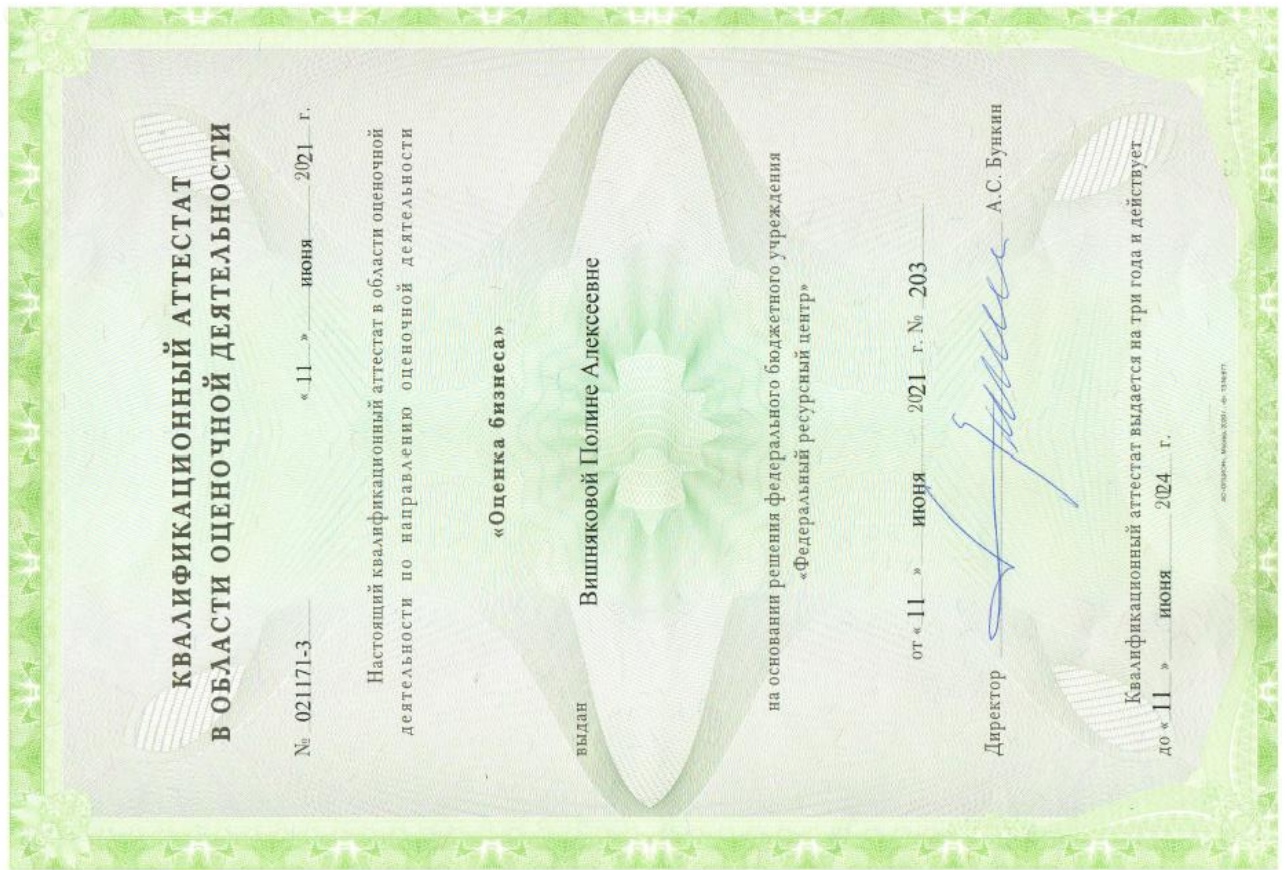 КВАЛИФИКАЦИОННЫЙ АТТЕСТАТ
В ОБЛАСТИ ОЦЕНОЧНОЙ ДЕЯТЕЛЬНОСТИ
№ 021171-3 « 11 » июня 2021 г.
Настоящий квалификационный аттестат в области оценочной
деятельности по направлению оценочной деятельности
«Оценка бизнеса»
выдан Вишняковой Полине Алексеевне
на основании решения федерального бюджетного учреждения
«Федеральный ресурсный центр»
от « 11 » июня 2021 г. № 203
Директор А.С. Бункин
Квалификационный аттестат выдается на три года и действует
до « 11 » июня 2024 г.